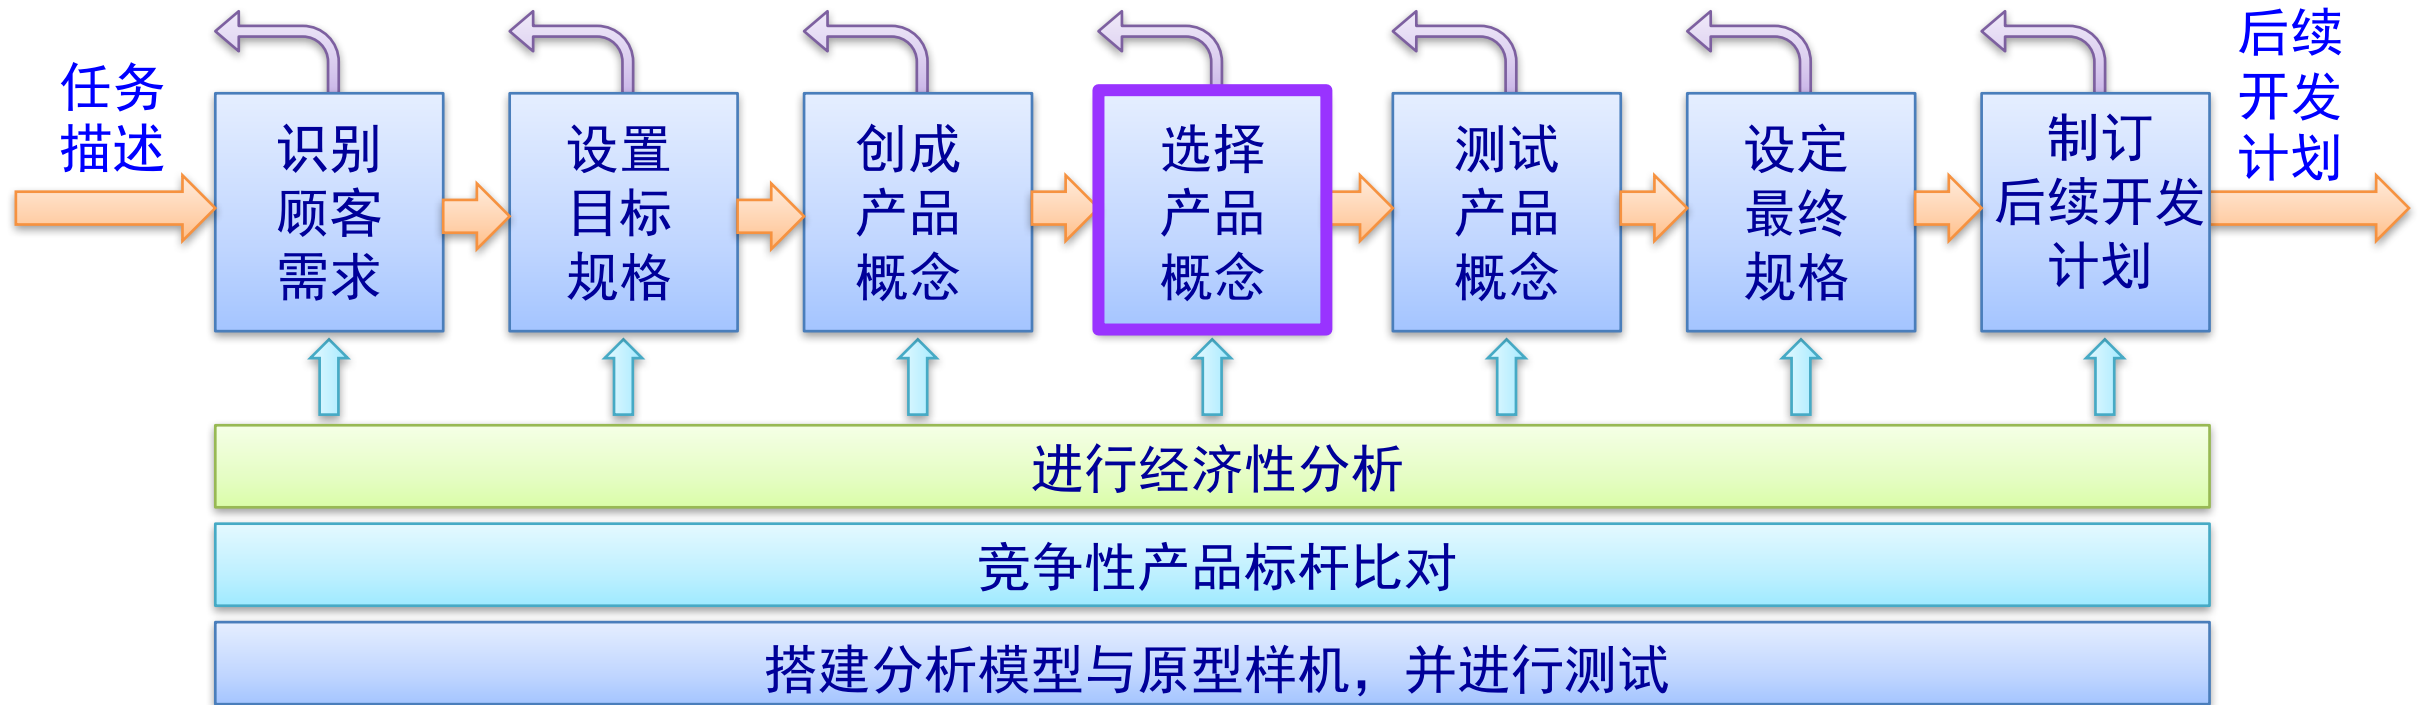 任务
描述
识别
顾客
需求
设置
目标
规格
创成
产品
概念
选择
产品
概念
测试
产品
概念
设定
最终
规格
制订
后续开发
计划
后续
开发
计划
进行经济性分析
竞争性产品标杆比对
搭建分析模型与原型样机，并进行测试